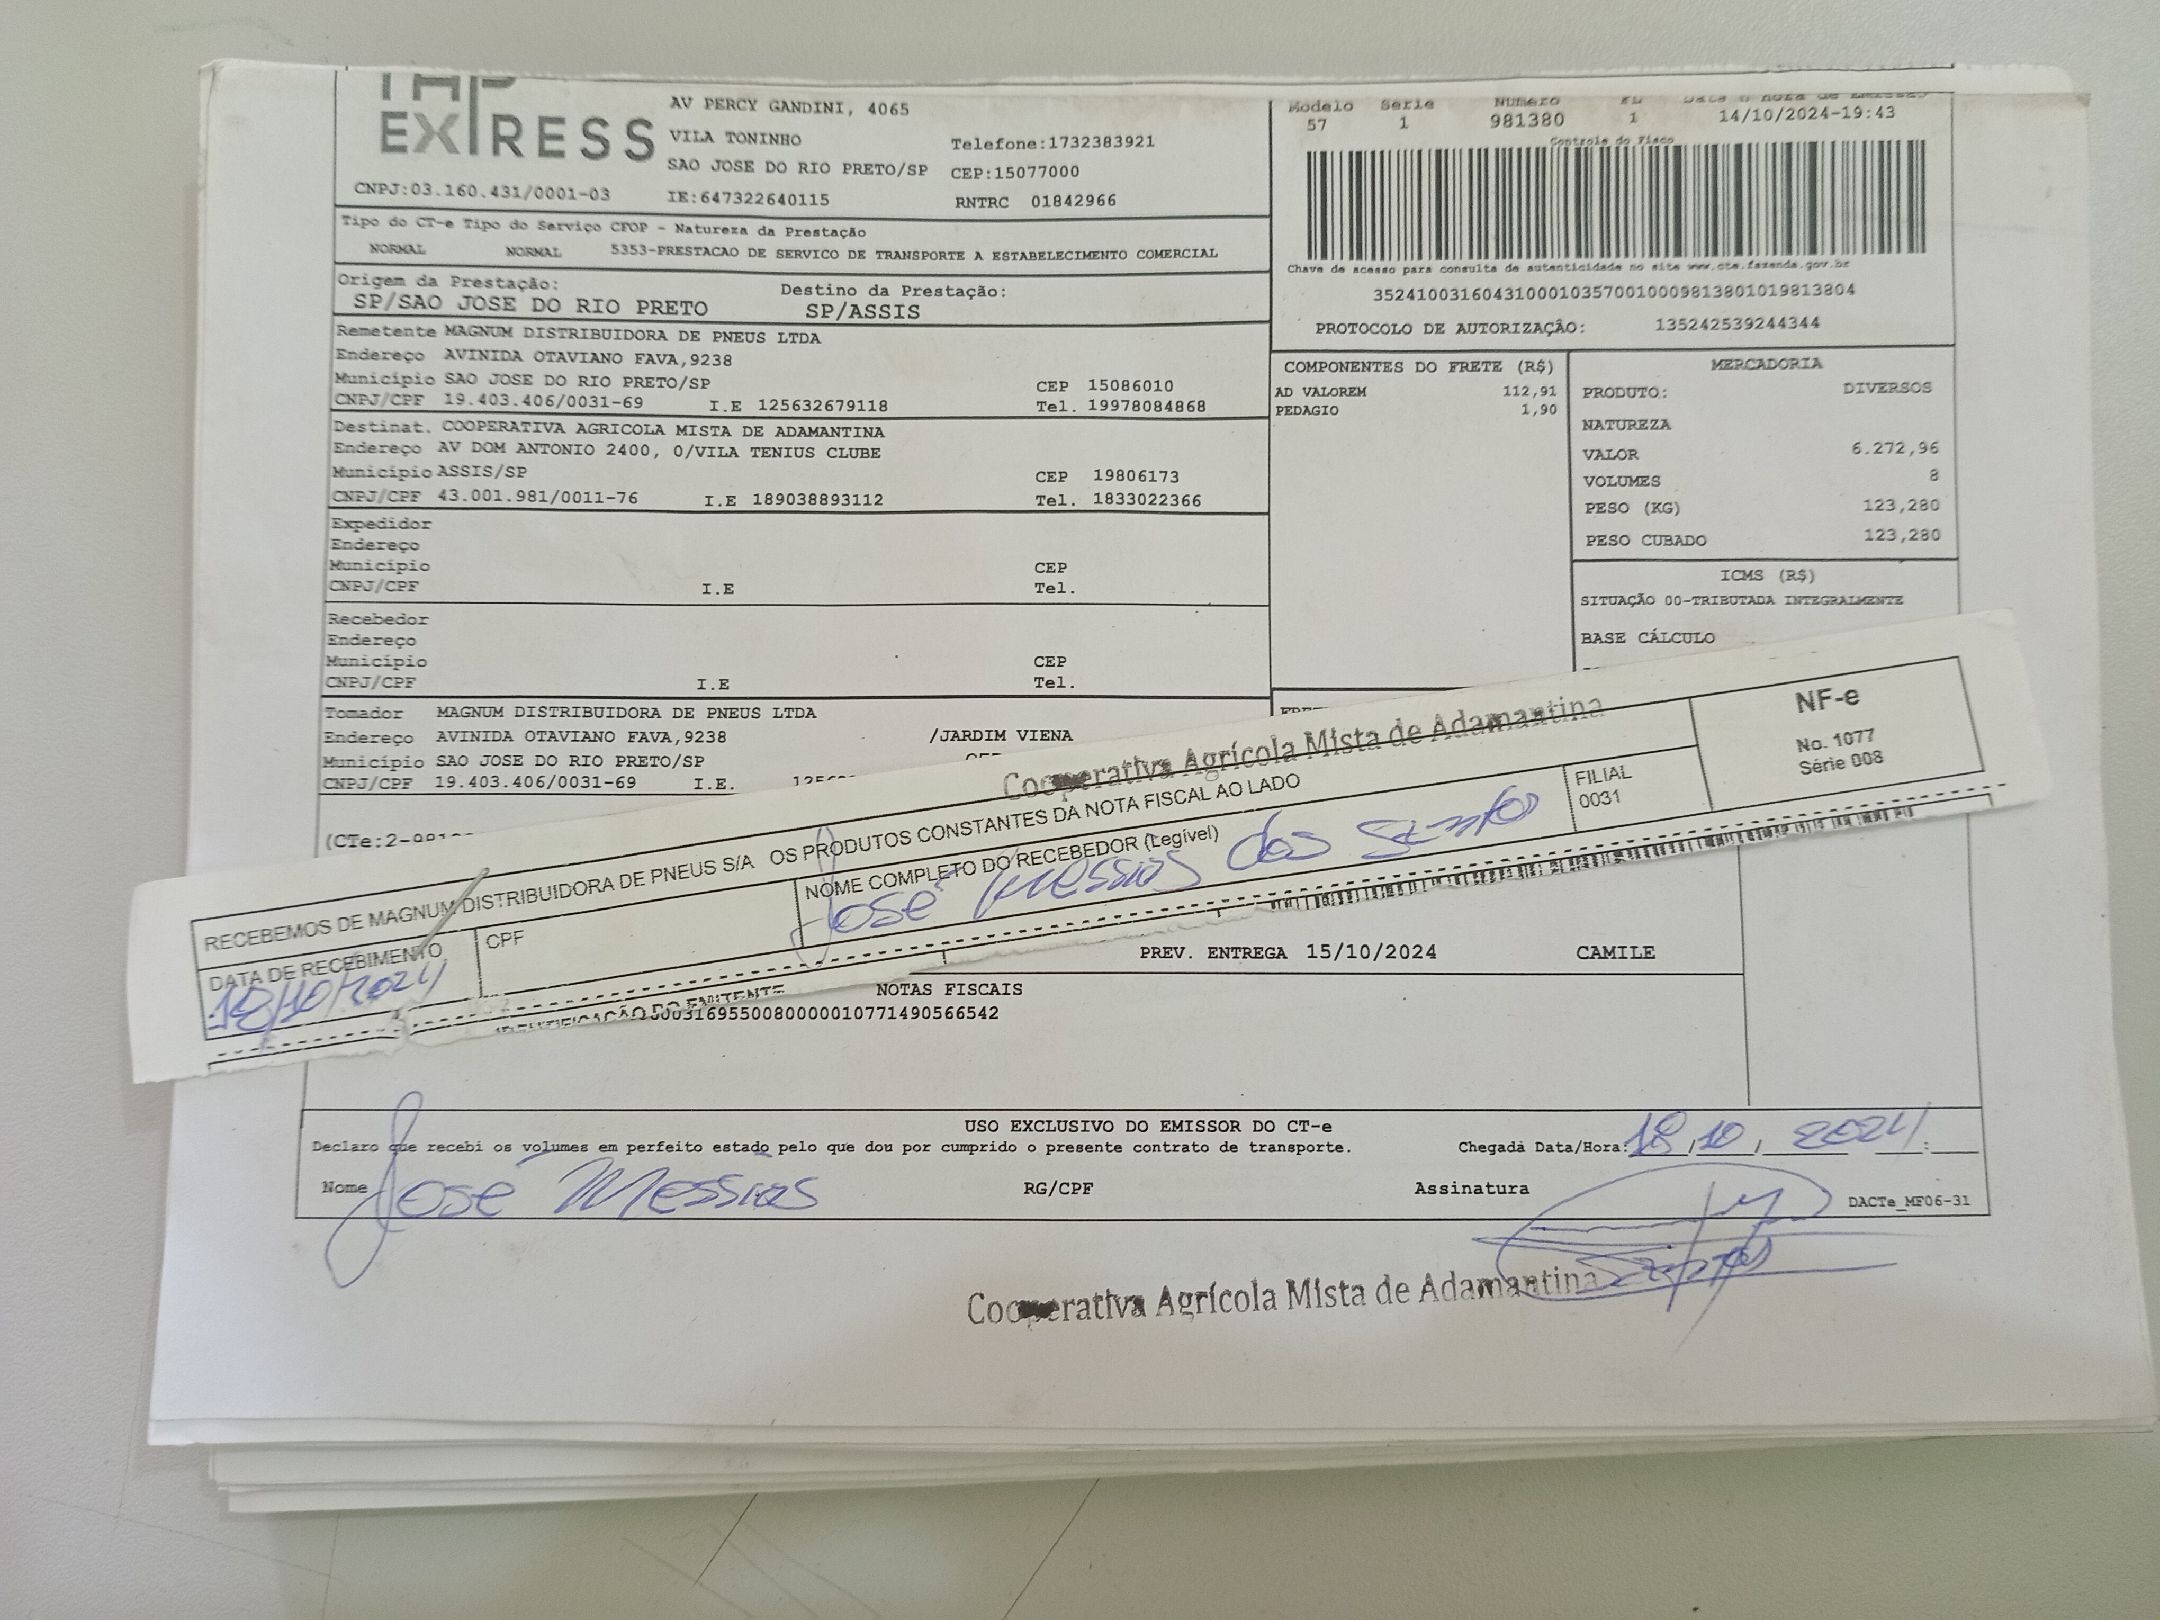 EXPRESS
AV PERCY GANDINI, 4065
VILA TONINHO
Telefone:1732383921
SAO JOSE DO RIO PRETO/SP CEP:15077000
CNPJ:03.160.431/0001-03 IE:647322640115 RNTRC 01842966
Modelo Serie Número FL Data e hora de Emissão
57 1 981380 1 14/10/2024-19:43
Controle do Fisco
Tipo do CT-e Tipo do Serviço CFOP - Natureza da Prestação
NORMAL NORMAL 5353-PRESTACAO DE SERVICO DE TRANSPORTE A ESTABELECIMENTO COMERCIAL
Chave de acesso para consulta de autenticidade no site www.cte.fazenda.gov.br
35241003160431000103570010009813801019813804
PROTOCOLO DE AUTORIZAÇÃO: 135242539244344
Origem da Prestação: Destino da Prestação:
SP/SAO JOSE DO RIO PRETO SP/ASSIS
Remetente MAGNUM DISTRIBUIDORA DE PNEUS LTDA
Endereço AVINIDA OTAVIANO FAVA,9238
Município SAO JOSE DO RIO PRETO/SP CEP 15086010
CNPJ/CPF 19.403.406/0031-69 I.E 125632679118 Tel. 19978084868
Destinat. COOPERATIVA AGRICOLA MISTA DE ADAMANTINA
Endereço AV DOM ANTONIO 2400, 0/VILA TENIUS CLUBE
Município ASSIS/SP CEP 19806173
CNPJ/CPF 43.001.981/0011-76 I.E 189038893112 Tel. 1833022366
Expedidor
Endereço
Município CEP
CNPJ/CPF I.E Tel.
Recebedor
Endereço
Município CEP
CNPJ/CPF I.E Tel.
Tomador MAGNUM DISTRIBUIDORA DE PNEUS LTDA
Endereço AVINIDA OTAVIANO FAVA,9238 /JARDIM VIENA
Município SAO JOSE DO RIO PRETO/SP
CNPJ/CPF 19.403.406/0031-69 I.E.
COMPONENTES DO FRETE (R$)
AD VALOREM 112,91
PEDAGIO 1,90
MERCADORIA
PRODUTO: DIVERSOS
NATUREZA
VALOR 6.272,96
VOLUMES 8
PESO (KG) 123,280
PESO CUBADO 123,280
ICMS (R$)
SITUAÇÃO 00-TRIBUTADA INTEGRALMENTE
BASE CÁLCULO
Cooperativa Agrícola Mista de Adamantina
RECEBEMOS DE MAGNUM DISTRIBUIDORA DE PNEUS S/A OS PRODUTOS CONSTANTES DA NOTA FISCAL AO LADO
DATA DE RECEBIMENTO
18/10/2024
CPF
NOME COMPLETO DO RECEBEDOR (Legível)
José Messias dos Santos
FILIAL
0031
NF-e
No. 1077
Série 008
IDENTIFICAÇÃO DO EMITENTE
PREV. ENTREGA 15/10/2024 CAMILE
NOTAS FISCAIS
00316955008000010771490566542
USO EXCLUSIVO DO EMISSOR DO CT-e
Declaro que recebi os volumes em perfeito estado pelo que dou por cumprido o presente contrato de transporte. Chegada Data/Hora: 18/10/2024
Nome José Messias RG/CPF Assinatura
DACTe_MF06-31
Cooperativa Agrícola Mista de Adamantina